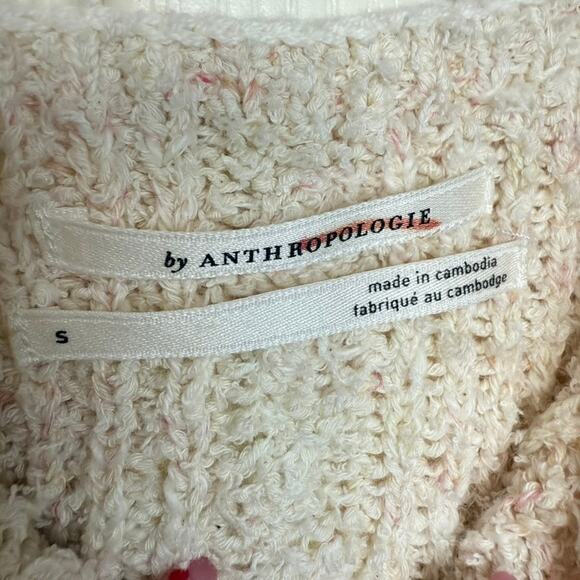 by ANTHROPOLOGIE
made in cambodia
fabriqué au cambodge
S